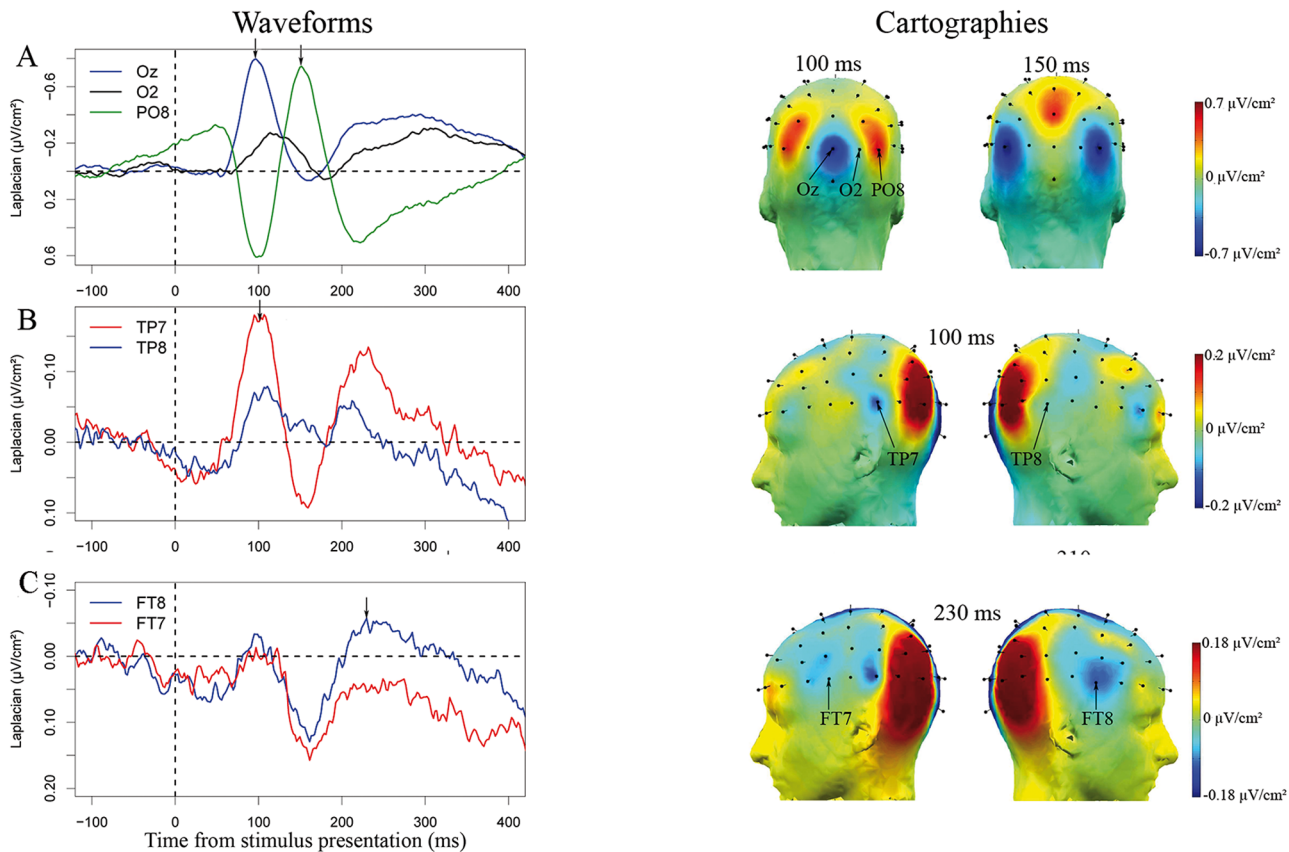 Waveforms
Cartographies
A
Oz
O2
PO8
-0.6
-0.2
0.2
0.6
Laplacian (µV/cm²)
−100 0 100 200 300 400
100 ms
150 ms
Oz O2 PO8
0.7 µV/cm²
0 µV/cm²
-0.7 µV/cm²
B
TP7
TP8
-0.10
0.00
0.10
Laplacian (µV/cm²)
−100 0 100 200 300 400
100 ms
TP7
TP8
0.2 µV/cm²
0 µV/cm²
-0.2 µV/cm²
C
FT8
FT7
-0.10
0.00
0.10
0.20
Laplacian (µV/cm²)
−100 0 100 200 300 400
Time from stimulus presentation (ms)
230 ms
FT7
FT8
0.18 µV/cm²
0 µV/cm²
-0.18 µV/cm²